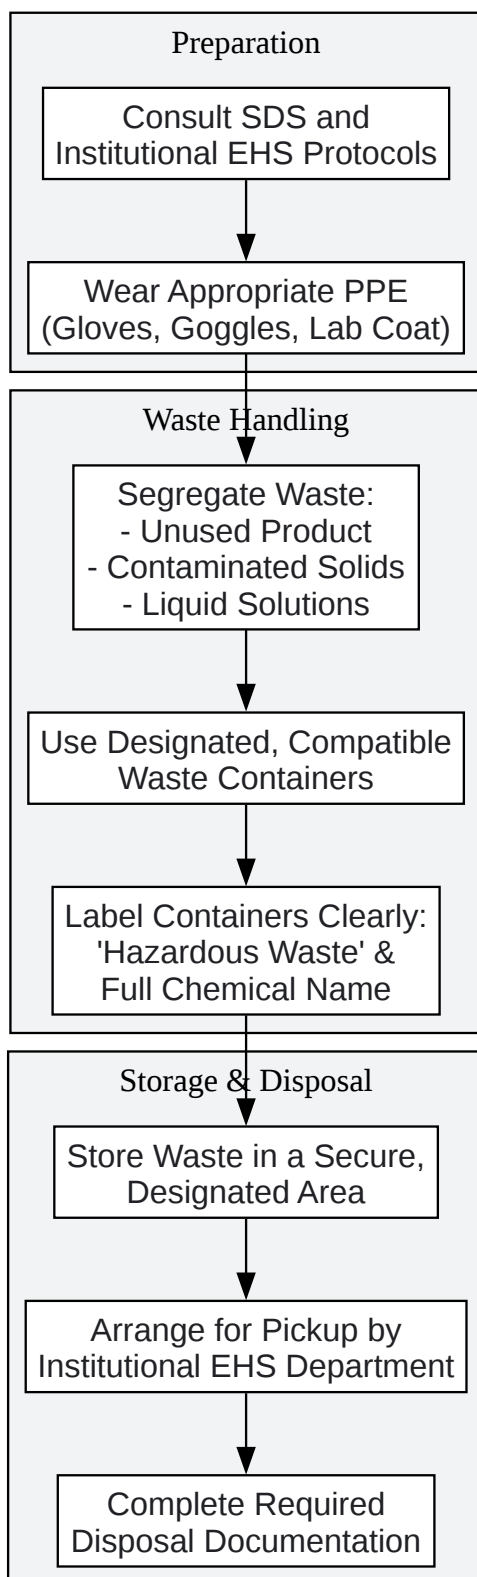 Preparation
Consult SDS and
Institutional EHS Protocols
Wear Appropriate PPE
(Gloves, Goggles, Lab Coat)
Waste Handling
Segregate Waste:
- Unused Product
- Contaminated Solids
- Liquid Solutions
Use Designated, Compatible
Waste Containers
Label Containers Clearly:
'Hazardous Waste' &
Full Chemical Name
Storage & Disposal
Store Waste in a Secure,
Designated Area
Arrange for Pickup by
Institutional EHS Department
Complete Required
Disposal Documentation